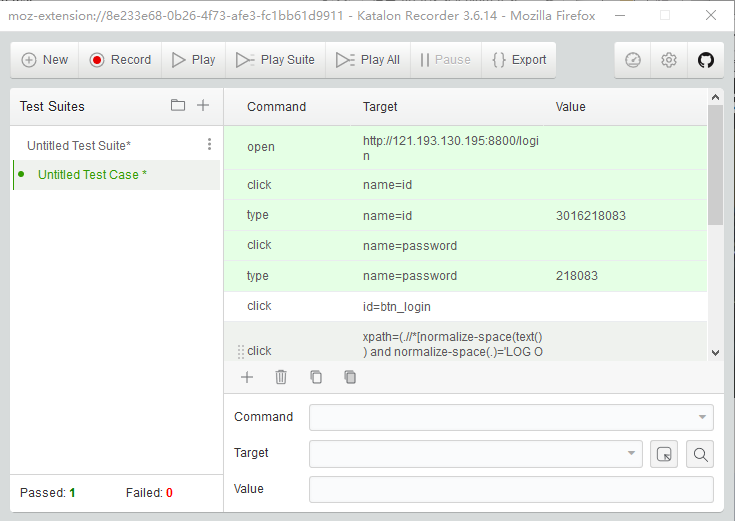 moz-extension://8e233e68-0b26-4f73-afe3-fc1bb61d9911 - Katalon Recorder 3.6.14 - Mozilla Firefox
New Record Play Play Suite Play All Pause Export
Test Suites
Command Target Value
Untitled Test Suite*
Untitled Test Case *
open http://121.193.130.195:8800/logi
n
click name=id
type name=id 3016218083
click name=password
type name=password 218083
click id=btn_login
click xpath=(.//*[normalize-space(text()
) and normalize-space(.)='LOG O
Command
Target
Value
Passed: 1 Failed: 0